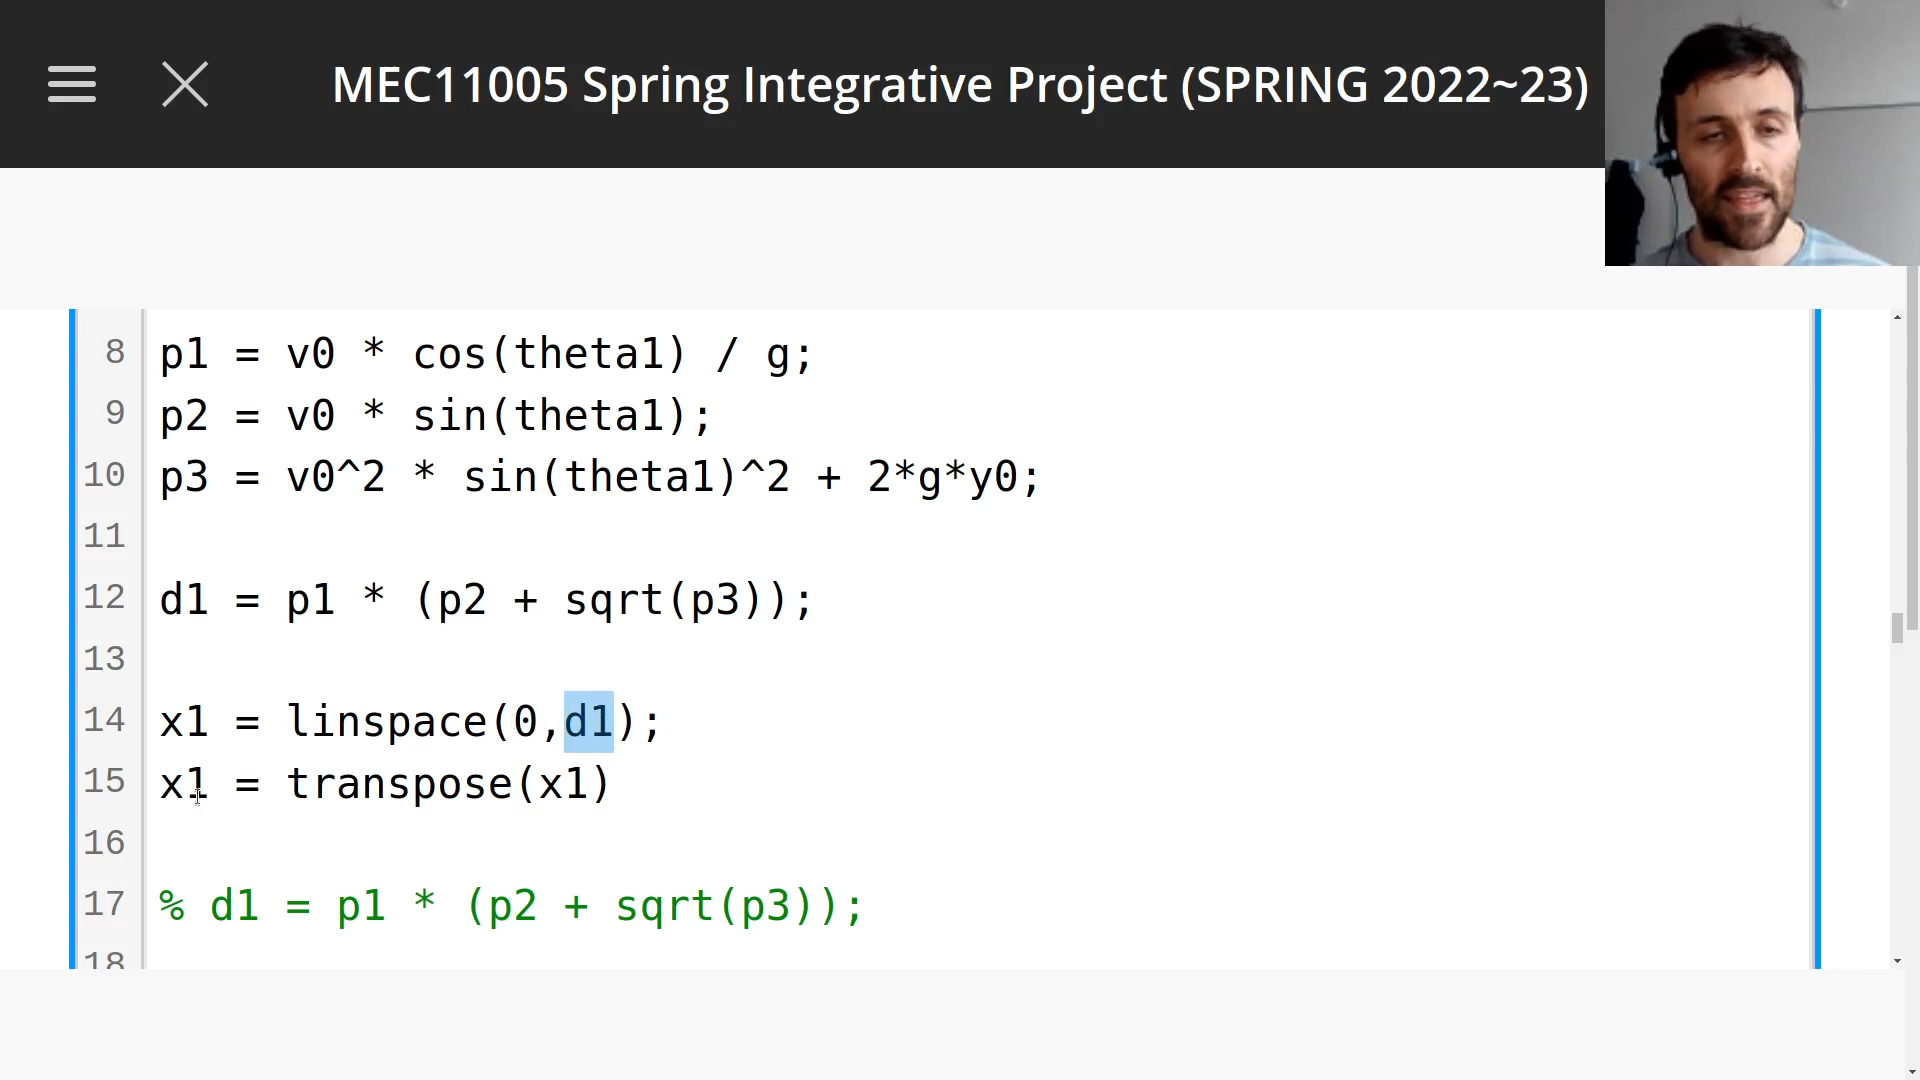 MEC11005 Spring Integrative Project (SPRING 2022~23)
8 p1 = v0 * cos(theta1) / g;
9 p2 = v0 * sin(theta1);
10 p3 = v0^2 * sin(theta1)^2 + 2*g*y0;
11
12 d1 = p1 * (p2 + sqrt(p3));
13
14 x1 = linspace(0,d1);
15 x1 = transpose(x1)
16
17 % d1 = p1 * (p2 + sqrt(p3));
18